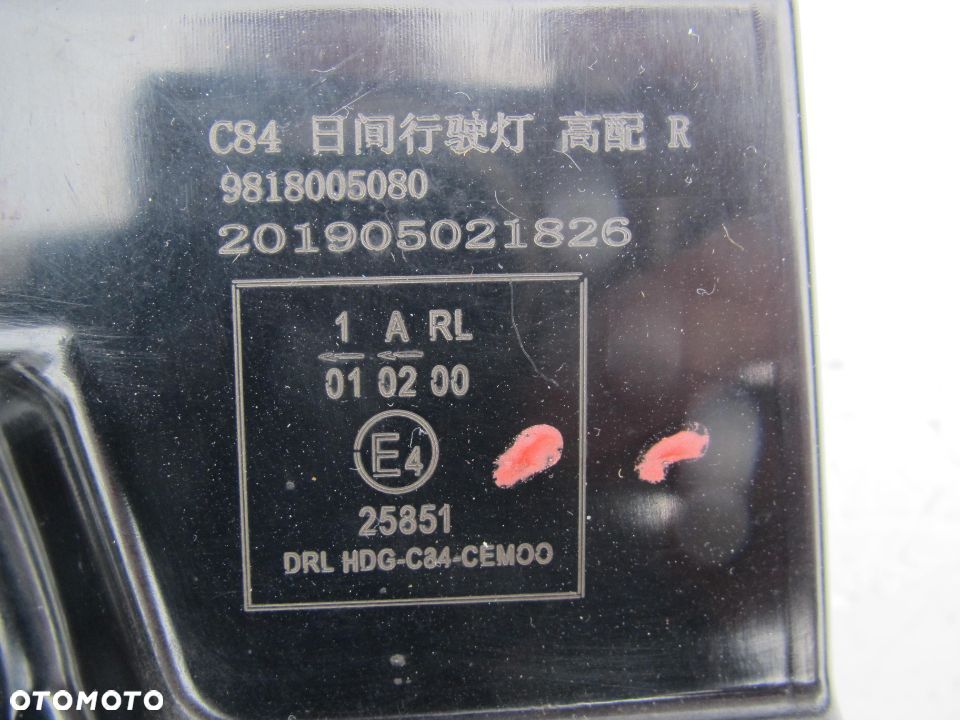 C84 日间行驶灯 高配 R
9818005080
201905021826
1 A RL
01 02 00
E4
25851
DRL HDG-C84-CEMOO
OTOMOTO